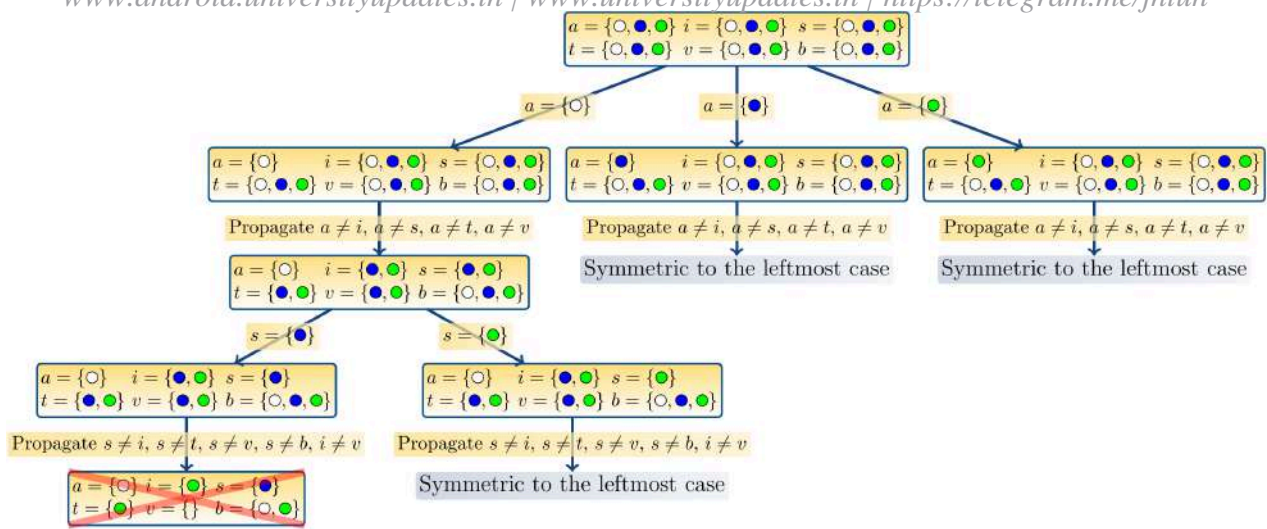 www.android.universityupdates.in | www.universityupdates.in | https://telegram.me/jntuh
a = {○, ●, ●} i = {○, ●, ●} s = {○, ●, ●}
t = {○, ●, ●} v = {○, ●, ●} b = {○, ●, ●}
a = {○} a = {●} a = {●}
a = {○} i = {○, ●, ●} s = {○, ●, ●}
t = {○, ●, ●} v = {○, ●, ●} b = {○, ●, ●}
a = {●} i = {○, ●, ●} s = {○, ●, ●}
t = {○, ●, ●} v = {○, ●, ●} b = {○, ●, ●}
a = {●} i = {○, ●, ●} s = {○, ●, ●}
t = {○, ●, ●} v = {○, ●, ●} b = {○, ●, ●}
Propagate a ≠ i, a ≠ s, a ≠ t, a ≠ v
Propagate a ≠ i, a ≠ s, a ≠ t, a ≠ v
Propagate a ≠ i, a ≠ s, a ≠ t, a ≠ v
a = {○} i = {●, ●} s = {●, ●}
t = {●, ●} v = {●, ●} b = {○, ●, ●}
Symmetric to the leftmost case
Symmetric to the leftmost case
s = {●} s = {●}
a = {○} i = {●, ●} s = {●}
t = {●, ●} v = {●, ●} b = {○, ●, ●}
a = {○} i = {●, ●} s = {●}
t = {●, ●} v = {●, ●} b = {○, ●, ●}
Propagate s ≠ i, s ≠ t, s ≠ v, s ≠ b, i ≠ v
Propagate s ≠ i, s ≠ t, s ≠ v, s ≠ b, i ≠ v
a = {○} i = {●} s = {●}
t = {●} v = {} b = {○, ●}
Symmetric to the leftmost case